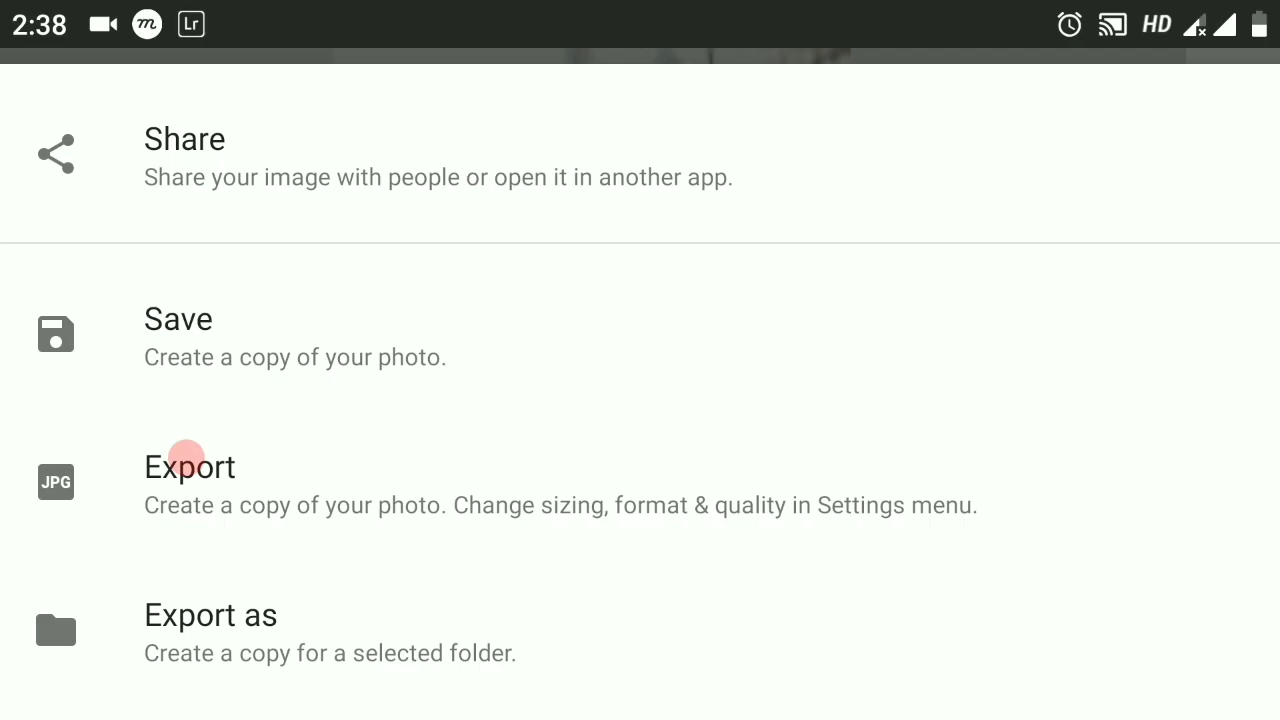 2:38 m Lr HD
Share
Share your image with people or open it in another app.
Save
Create a copy of your photo.
Export
JPG
Create a copy of your photo. Change sizing, format & quality in Settings menu.
Export as
Create a copy for a selected folder.